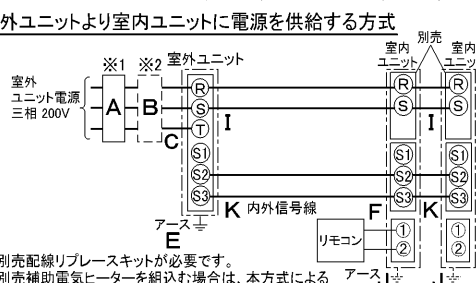 外ユニットより室内ユニットに電源を供給する方式
※1 ※2 室外ユニット
別売
室内
ユニット
室内
ユニット
室外
ユニット電源
三相 200V
A B C
R
S
T
S1
S2
S3
I
R
S
S1
S2
S3
I
R
S
S1
S2
S3
K 内外信号線
F K
アース
E
リモコン
①
②
①
②
別売配線リプレースキットが必要です。
別売補助電気ヒーターを組込む場合は、本方式による
アース
J J